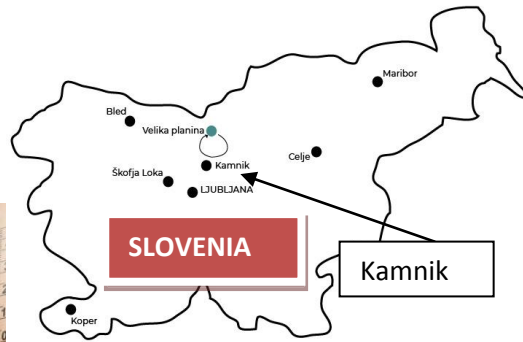 Maribor
Bled
Velika planina
Celje
Kamnik
Škofja Loka
LJUBLJANA
SLOVENIA
Kamnik
Koper